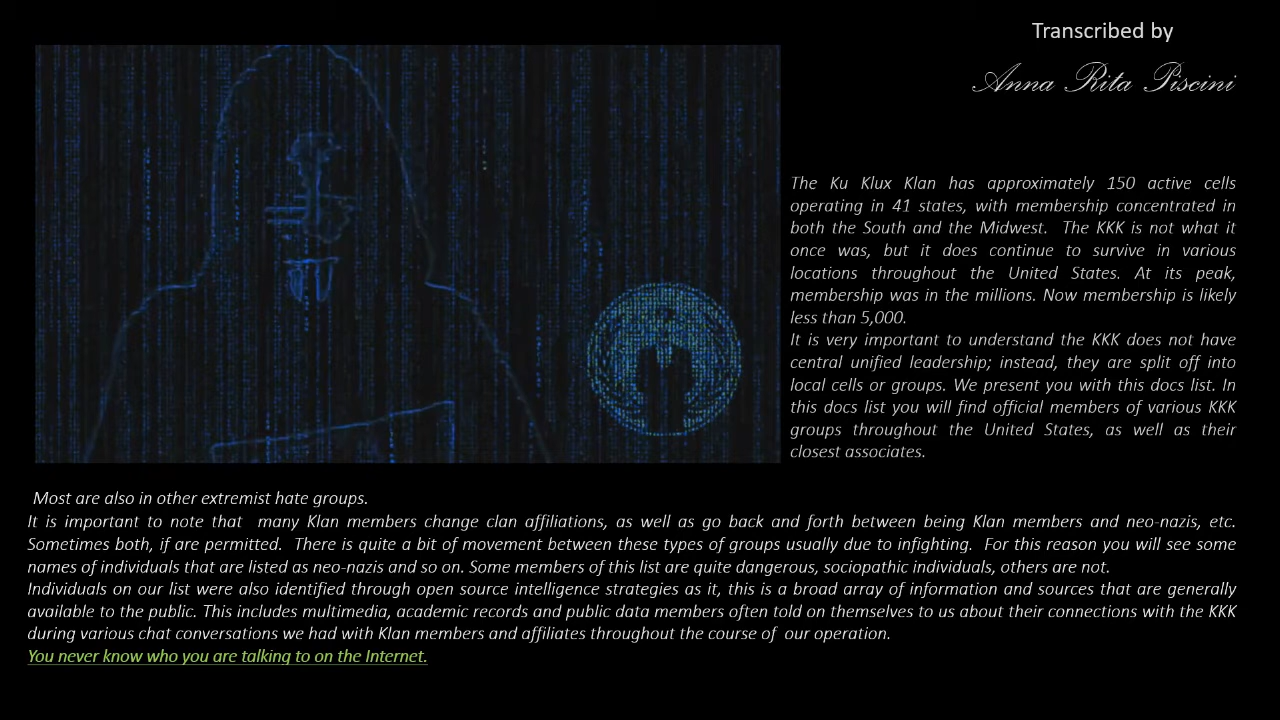 Transcribed by
Anna Rita Piscini
The Ku Klux Klan has approximately 150 active cells
operating in 41 states, with membership concentrated in
both the South and the Midwest. The KKK is not what it
once was, but it does continue to survive in various
locations throughout the United States. At its peak,
membership was in the millions. Now membership is likely
less than 5,000.
It is very important to understand the KKK does not have
central unified leadership; instead, they are split off into
local cells or groups. We present you with this docs list. In
this docs list you will find official members of various KKK
groups throughout the United States, as well as their
closest associates.
Most are also in other extremist hate groups.
It is important to note that many Klan members change clan affiliations, as well as go back and forth between being Klan members and neo-nazis, etc.
Sometimes both, if are permitted. There is quite a bit of movement between these types of groups usually due to infighting. For this reason you will see some
names of individuals that are listed as neo-nazis and so on. Some members of this list are quite dangerous, sociopathic individuals, others are not.
Individuals on our list were also identified through open source intelligence strategies as it, this is a broad array of information and sources that are generally
available to the public. This includes multimedia, academic records and public data members often told on themselves to us about their connections with the KKK
during various chat conversations we had with Klan members and affiliates throughout the course of our operation.
You never know who you are talking to on the Internet.